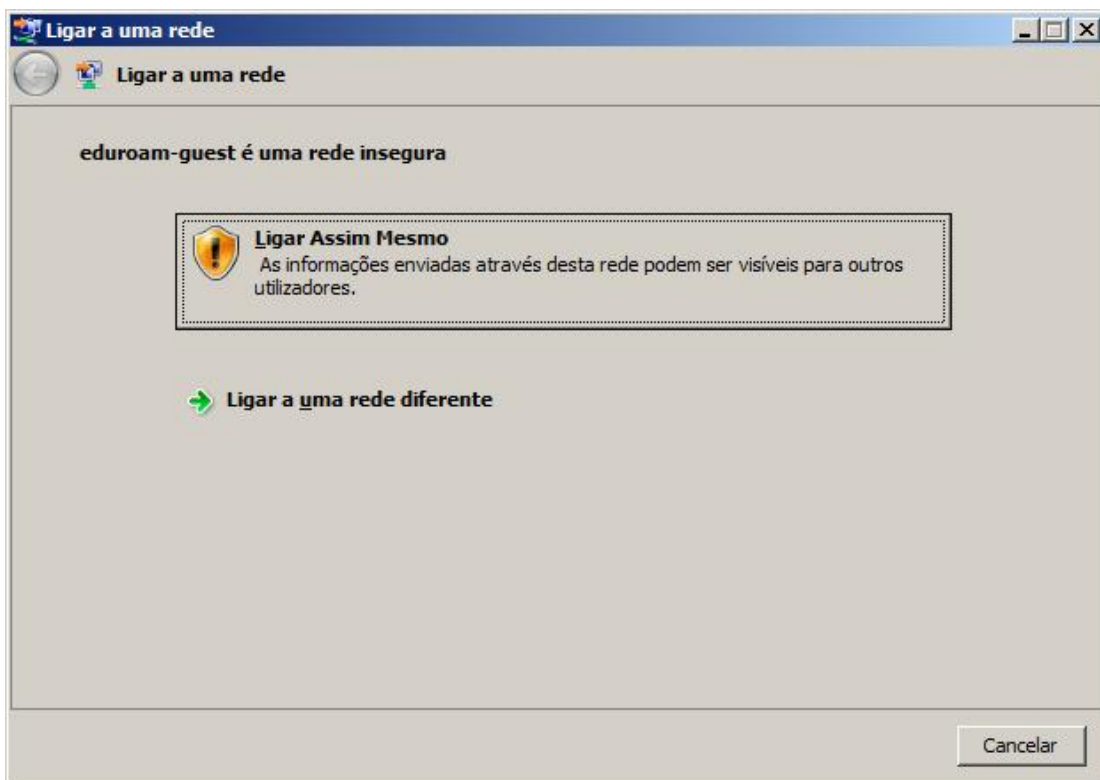 Ligar a uma rede
Ligar a uma rede
eduroam-guest é uma rede insegura
Ligar Assim Mesmo
As informações enviadas através desta rede podem ser visíveis para outros
utilizadores.
Ligar a uma rede diferente
Cancelar